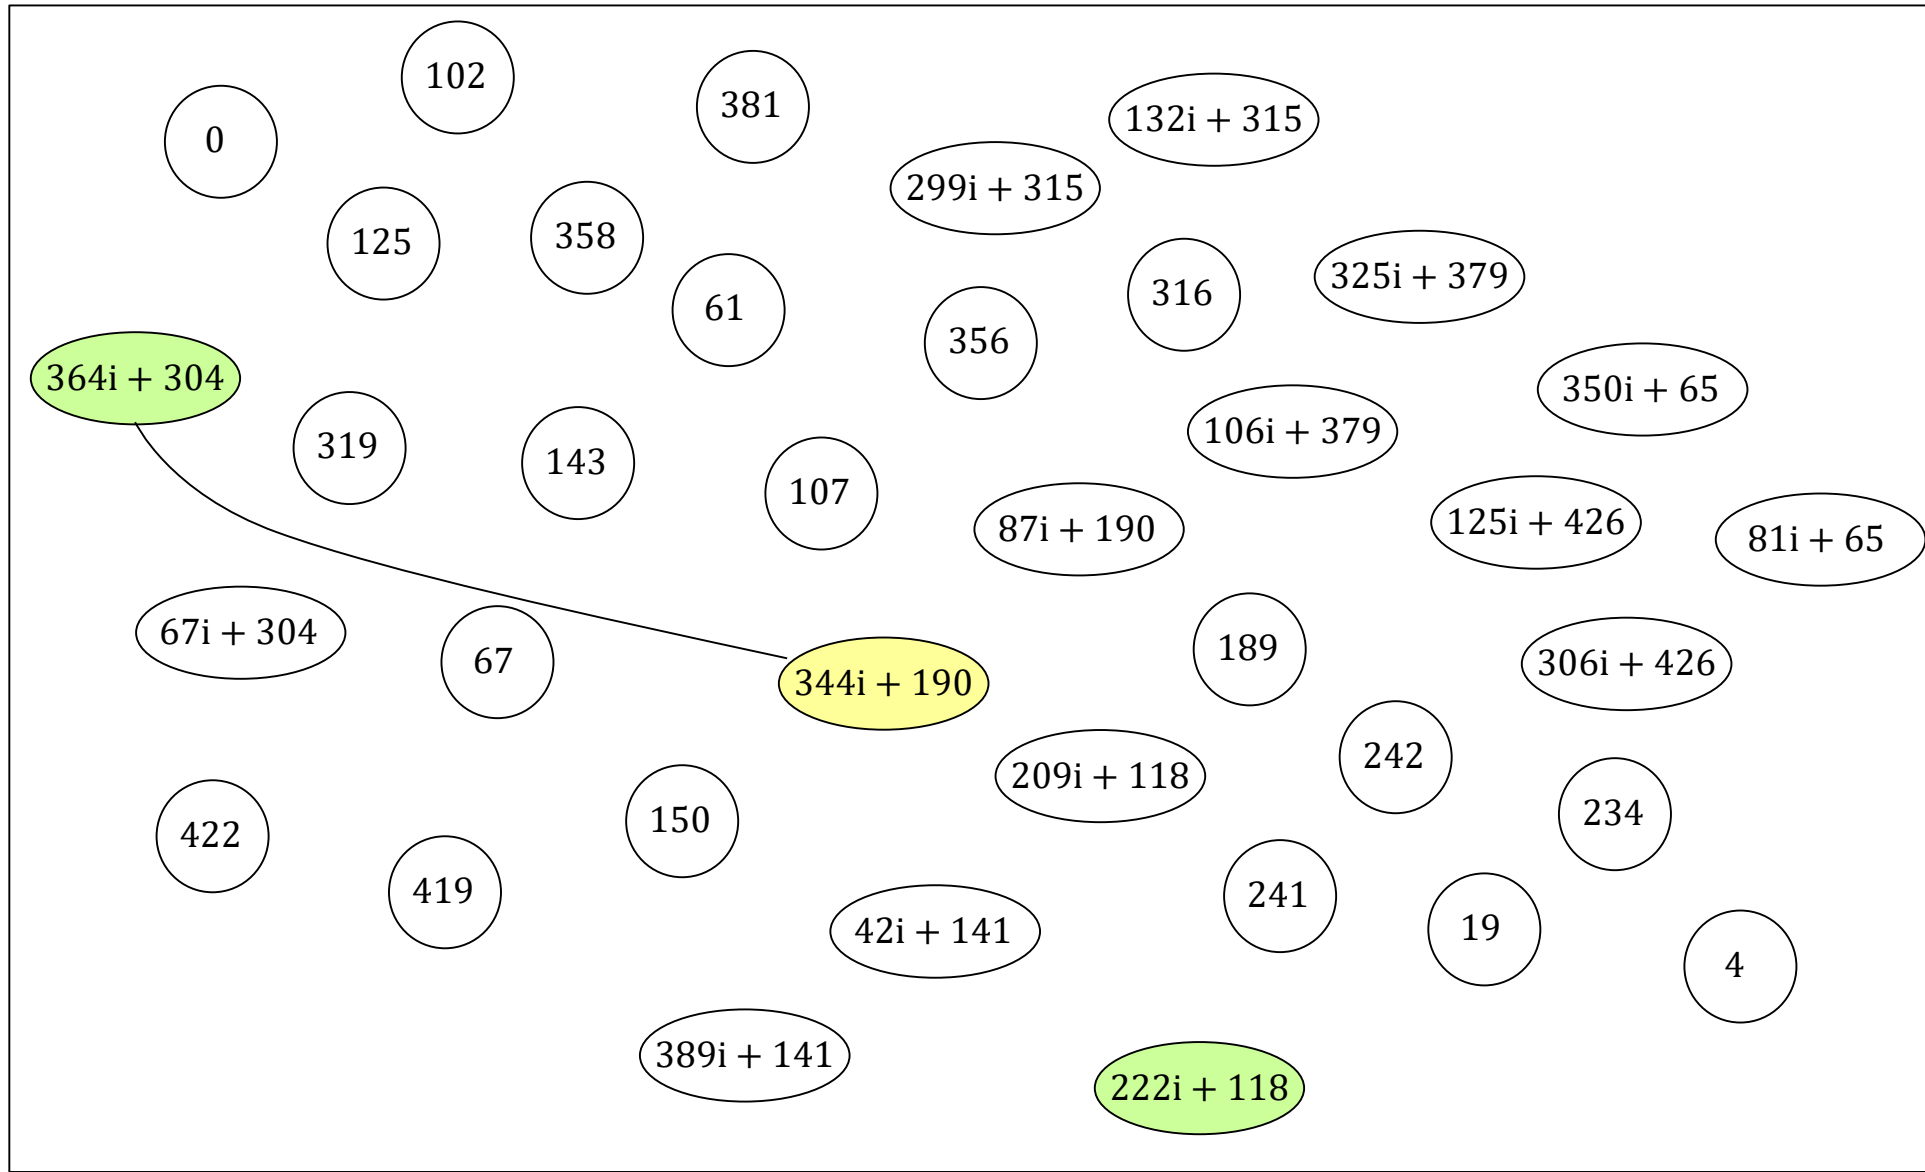 102
381
132i + 315
0
299i + 315
125
358
325i + 379
61
316
356
364i + 304
350i + 65
106i + 379
319
143
107
87i + 190
125i + 426
81i + 65
67i + 304
67
189
306i + 426
344i + 190
242
209i + 118
422
150
234
419
241
42i + 141
19
4
389i + 141
222i + 118